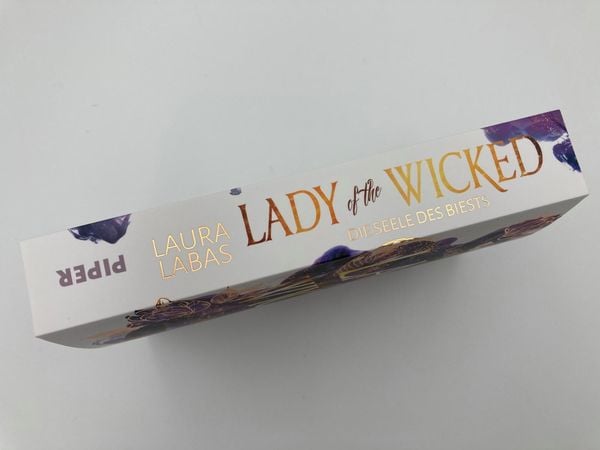 LAURA
LABAS
LADY of the WICKED
DIE SEELE DES BIESTS
PIPER